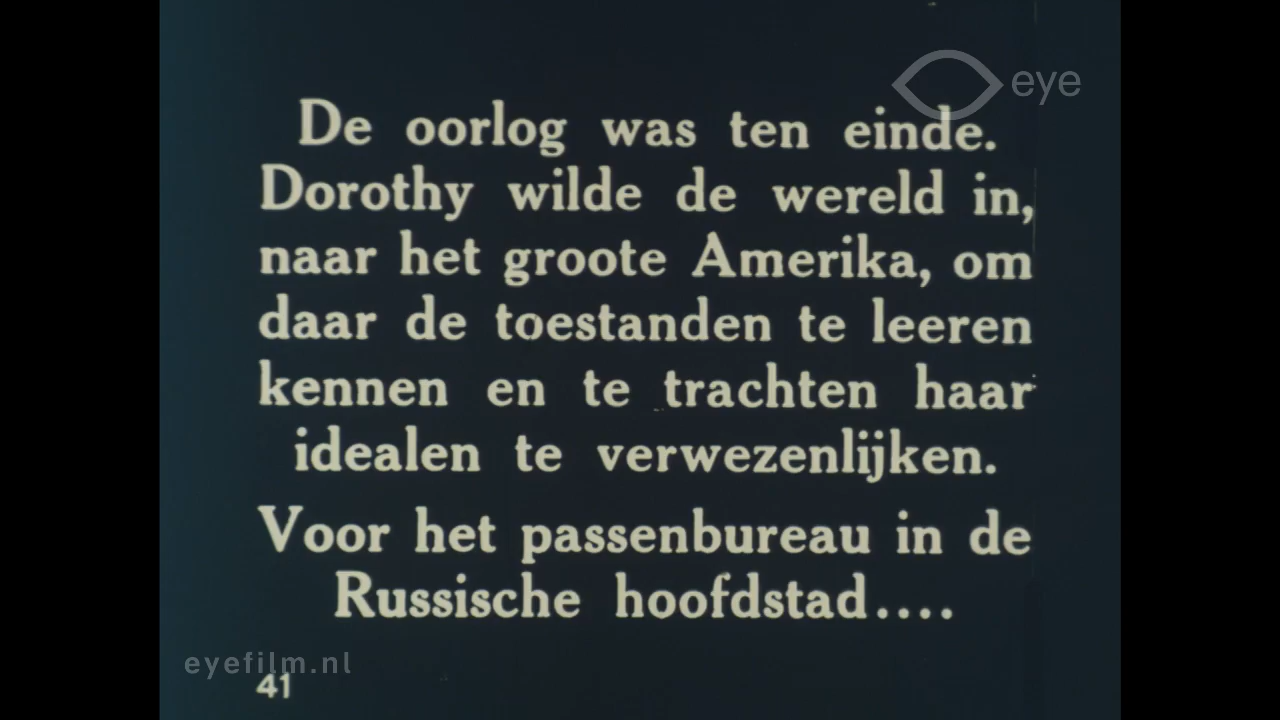 eye
De oorlog was ten einde.
Dorothy wilde de wereld in,
naar het groote Amerika, om
daar de toestanden te leeren
kennen en te trachten haar
idealen te verwezenlijken.
Voor het passenbureau in de
Russische hoofdstad....
eyefilm.nl
41